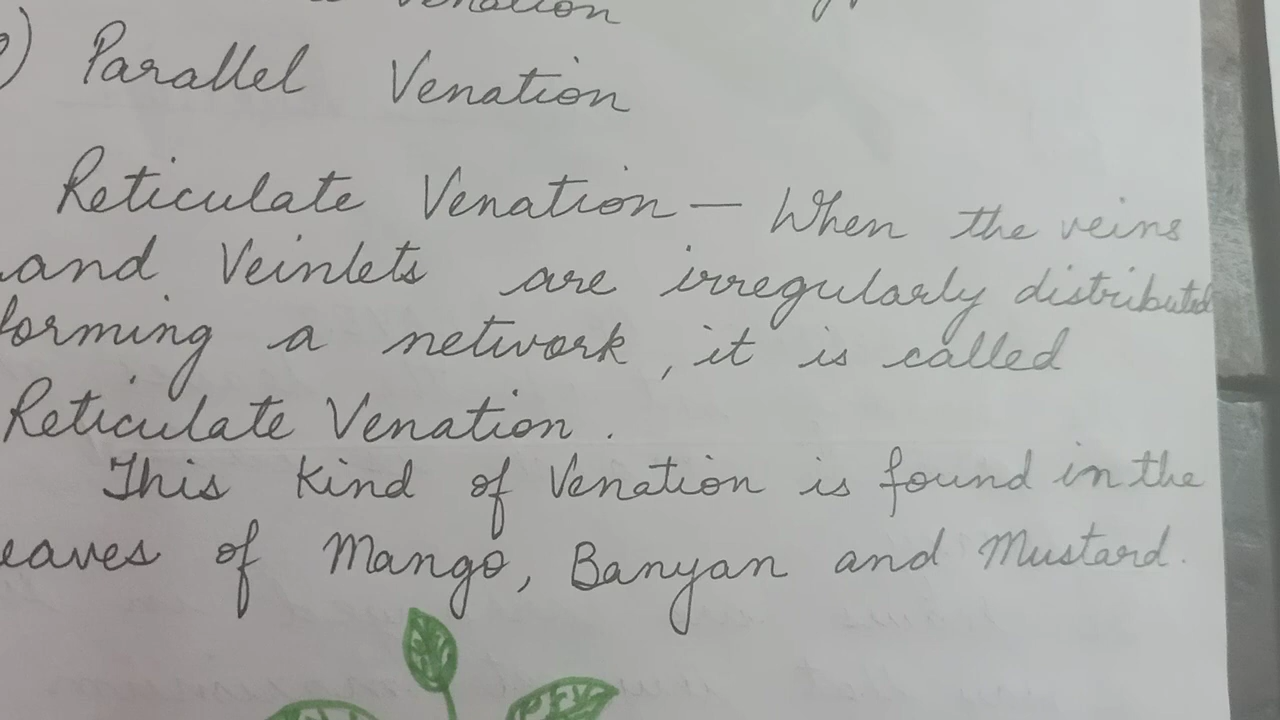 Venation
) Parallel Venation
Reticulate Venation — When the veins
and Veinlets are irregularly distributed
forming a network, it is called
Reticulate Venation.
This Kind of Venation is found in the
eaves of Mango, Banyan and Mustard.